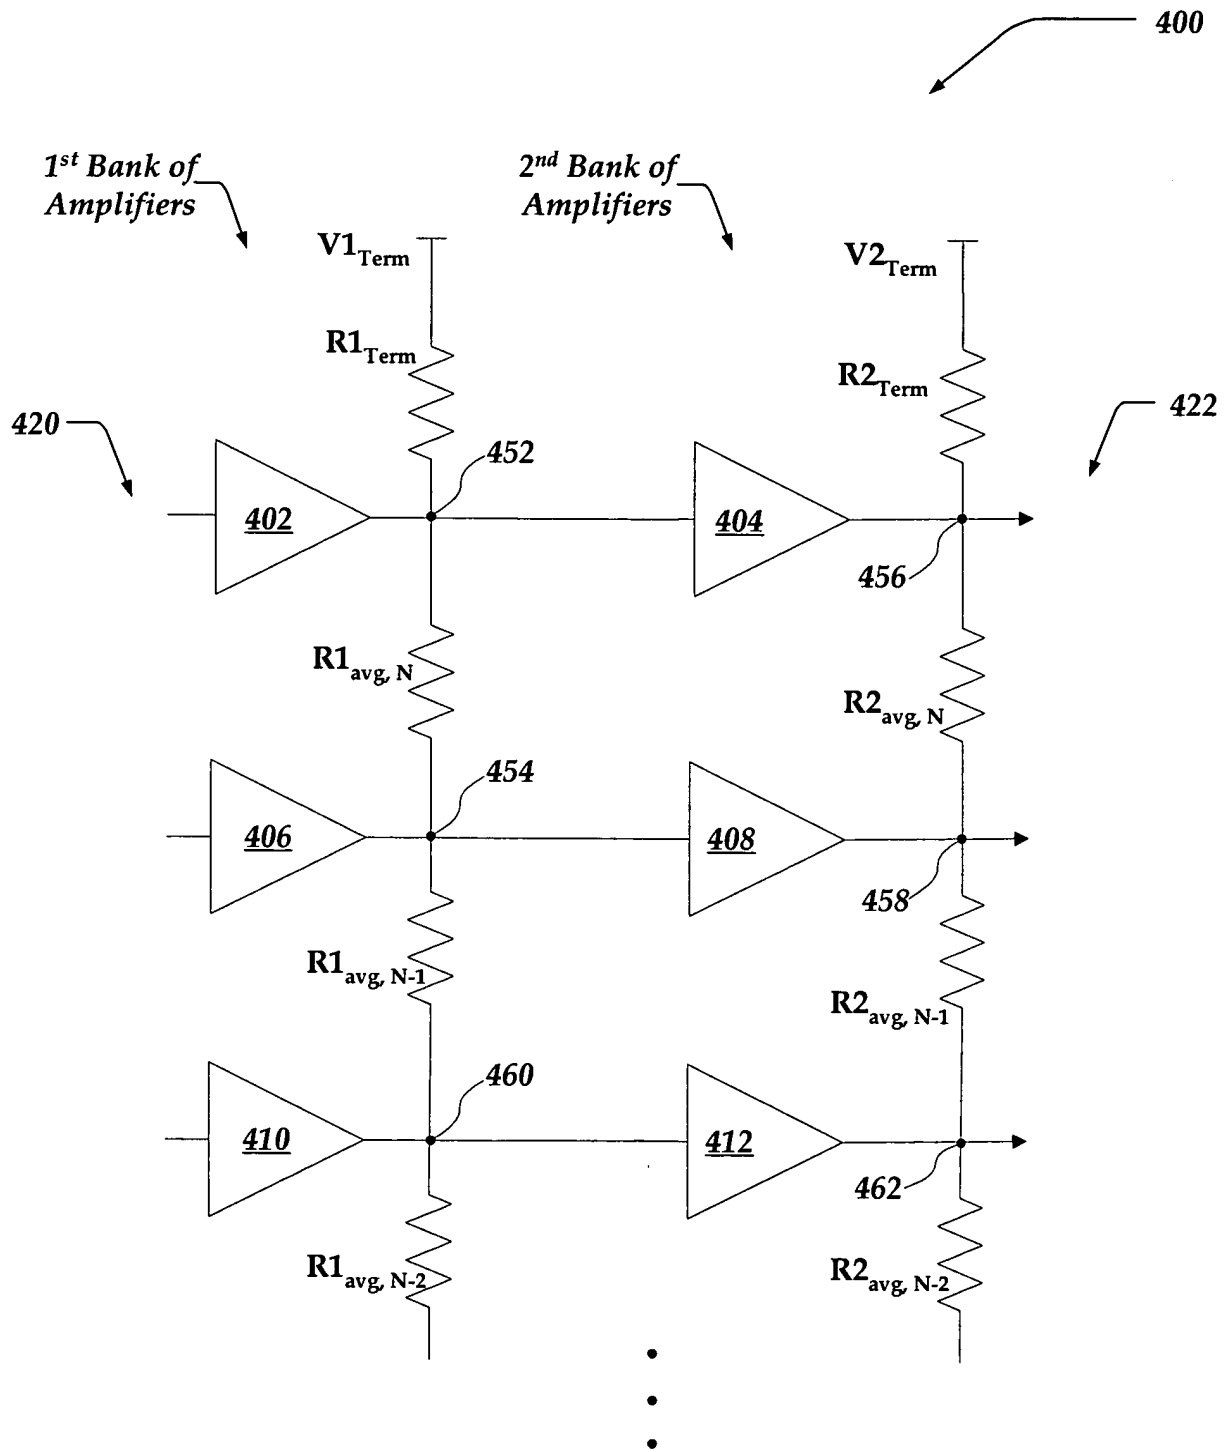 400
1st Bank of
Amplifiers
2nd Bank of
Amplifiers
V1Term
V2Term
R1Term
R2Term
420
422
452
402
404
456
R1avg, N
R2avg, N
454
406
408
458
R1avg, N-1
R2avg, N-1
460
410
412
462
R1avg, N-2
R2avg, N-2